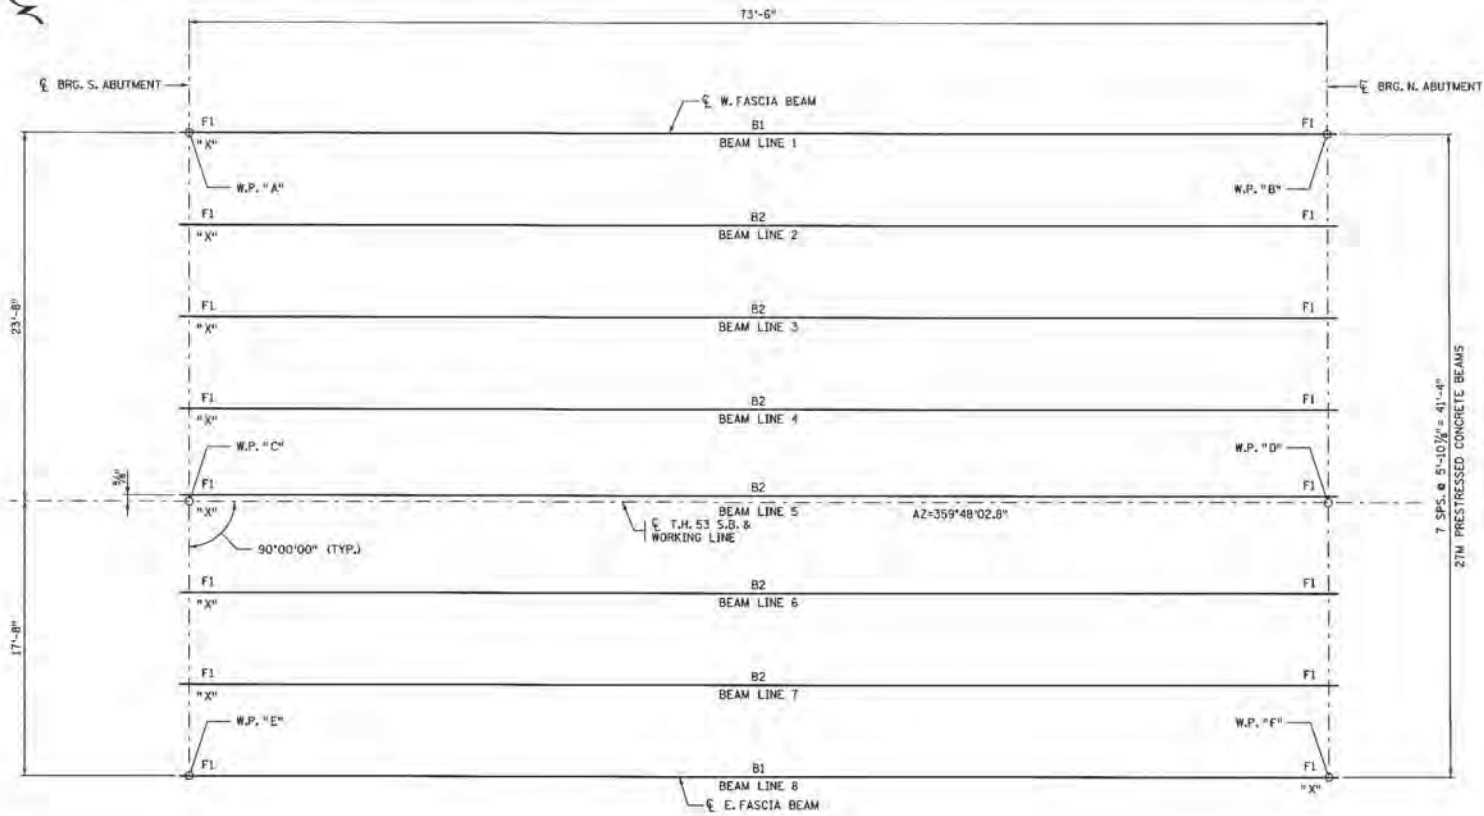 73'-6"
℄ BRG. S. ABUTMENT
℄ BRG. N. ABUTMENT
℄ W. FASCIA BEAM
F1
B1
F1
"X"
BEAM LINE 1
W.P. "A"
W.P. "B"
F1
B2
F1
"X"
BEAM LINE 2
23'-8"
F1
B2
F1
"X"
BEAM LINE 3
F1
B2
F1
"X"
BEAM LINE 4
7 SPS. @ 5'-10⅞" = 41'-4"
27M PRESTRESSED CONCRETE BEAMS
W.P. "C"
W.P. "D"
F1
B2
F1
"X"
BEAM LINE 5
AZ=359°48'02.8"
℄ T.H. 53 S.B. &
WORKING LINE
90°00'00" (TYP.)
F1
B2
F1
"X"
BEAM LINE 6
17'-8"
F1
B2
F1
"X"
BEAM LINE 7
W.P. "E"
W.P. "F"
F1
B1
F1
BEAM LINE 8
"X"
℄ E. FASCIA BEAM